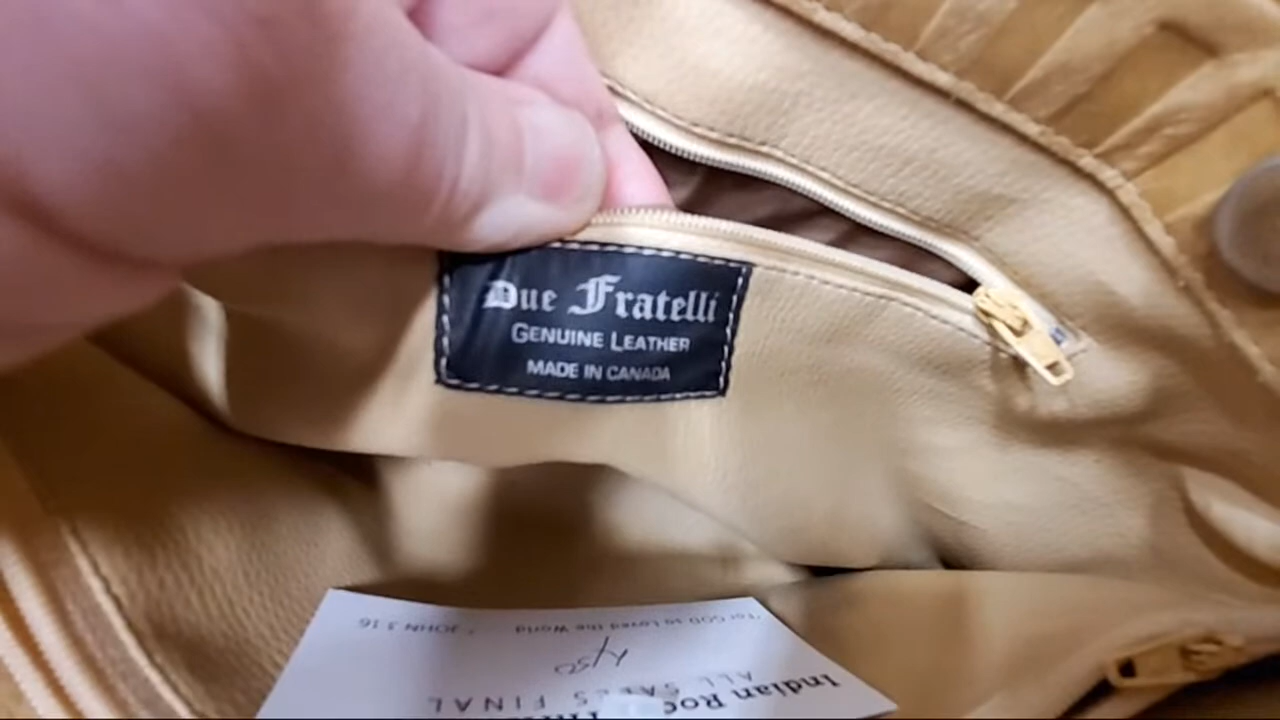 Due Fratelli
GENUINE LEATHER
MADE IN CANADA
Indian
ALL SALES FINAL
"For GOD so Loved the World
JOHN 3 16